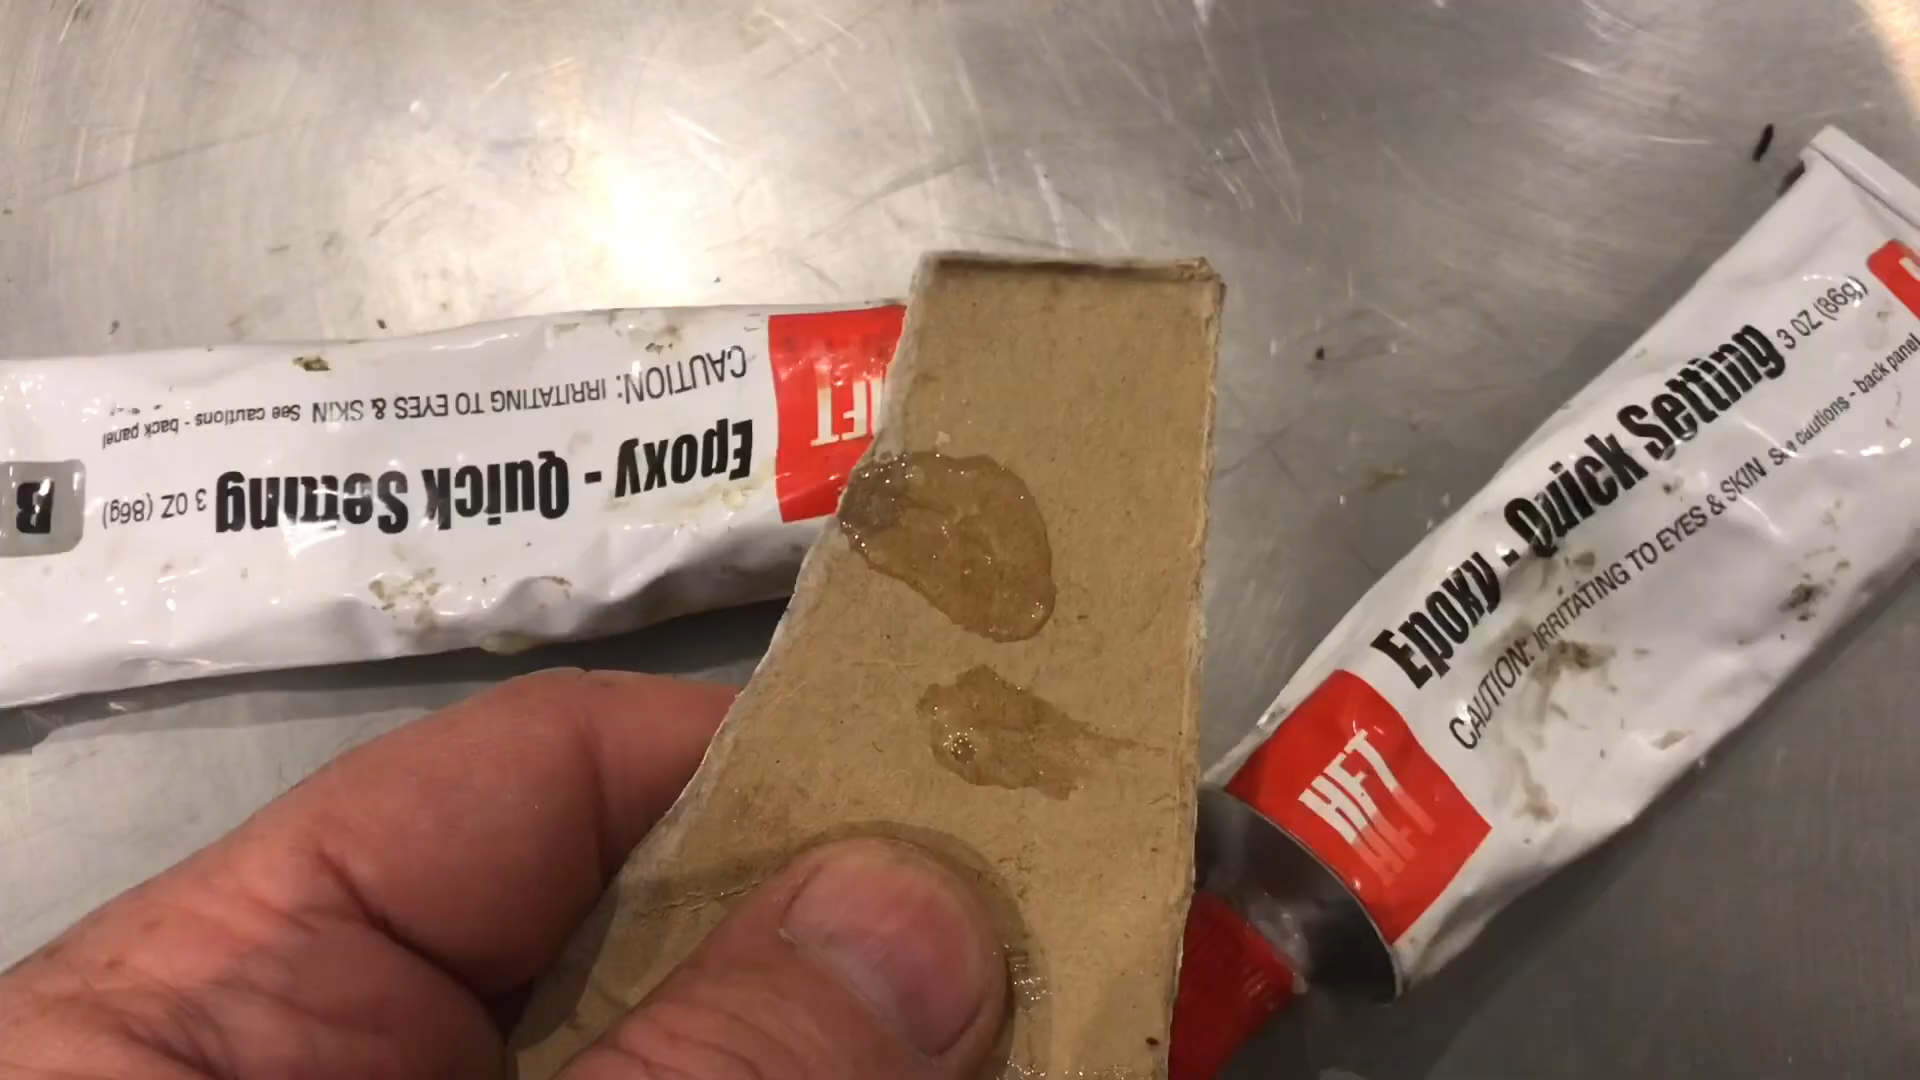 HFT
Epoxy - Quick Setting 3 OZ (86g)
CAUTION: IRRITATING TO EYES & SKIN See cautions - back panel
B
HFT
Epoxy - Quick Setting 3 OZ (86g)
CAUTION: IRRITATING TO EYES & SKIN See cautions - back panel